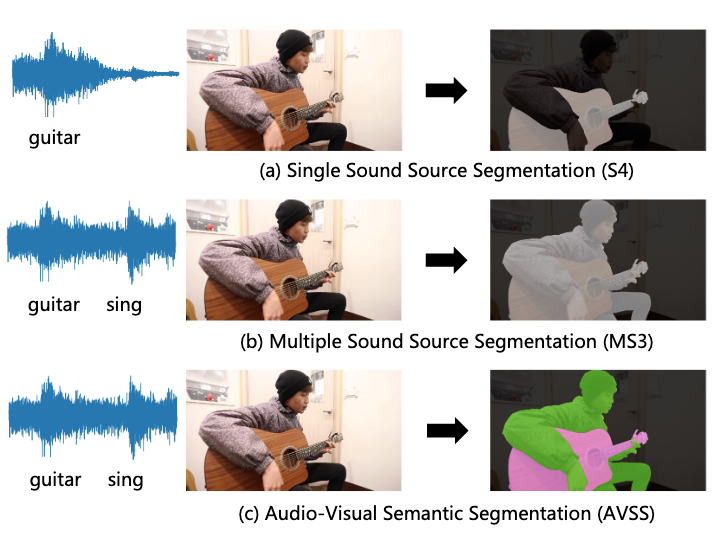 guitar
(a) Single Sound Source Segmentation (S4)
guitar sing
(b) Multiple Sound Source Segmentation (MS3)
guitar sing
(c) Audio-Visual Semantic Segmentation (AVSS)